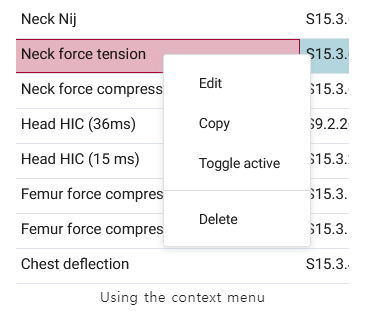 Neck Nij S15.3.
Neck force tension S15.3.
Edit
Neck force compress S15.3.
Copy
Head HIC (36ms) S9.2.2
Toggle active
Head HIC (15 ms) S15.3.
Femur force compres S15.3.
Delete
Femur force compres S15.3.
Chest deflection S15.3.
Using the context menu